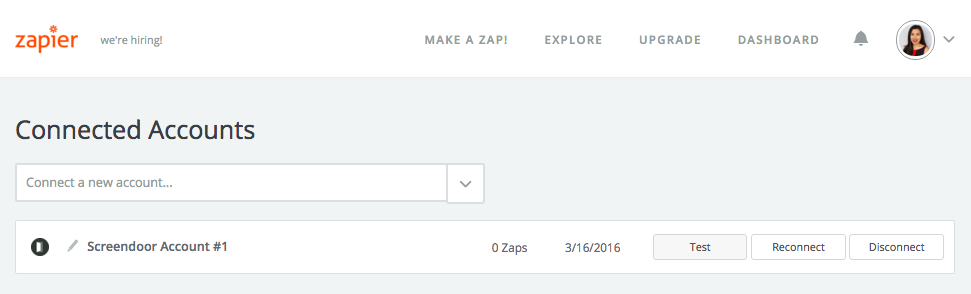 zapier we're hiring! MAKE A ZAP! EXPLORE UPGRADE DASHBOARD
Connected Accounts
Connect a new account...
Screendoor Account #1 0 Zaps 3/16/2016 Test Reconnect Disconnect